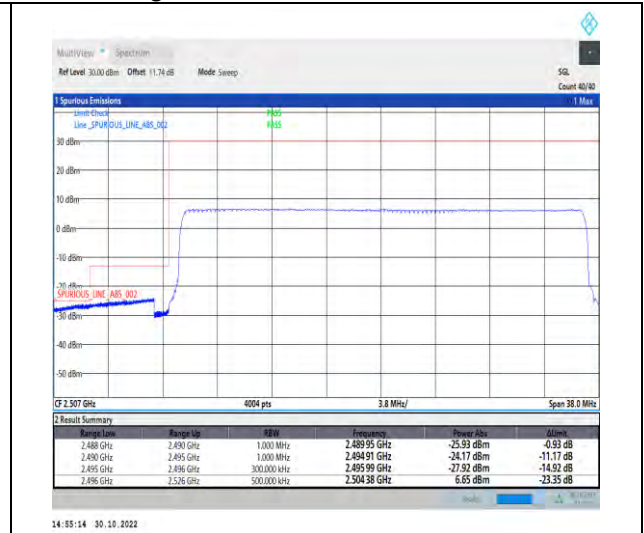 MultiView Spectrum
Ref Level 30.00 dBm Offset 11.74 dB Mode Sweep SGL
Count 40/40
1 Spurious Emissions 1 Max
Limit Check PASS
Line _SPURIOUS_LINE_ABS_002 PASS
30 dBm
20 dBm
10 dBm
0 dBm
-10 dBm
-20 dBm
SPURIOUS_LINE_ABS_002
-30 dBm
-40 dBm
-50 dBm
CF 2.507 GHz 4004 pts 3.8 MHz/ Span 38.0 MHz
2 Result Summary
Range Low Range Up RBW Frequency Power Abs ΔLimit
2.488 GHz 2.490 GHz 1.000 MHz 2.489 95 GHz -25.93 dBm -0.93 dB
2.490 GHz 2.495 GHz 1.000 MHz 2.494 91 GHz -24.17 dBm -11.17 dB
2.495 GHz 2.496 GHz 300.000 kHz 2.495 99 GHz -27.92 dBm -14.92 dB
2.496 GHz 2.526 GHz 500.000 kHz 2.504 38 GHz 6.65 dBm -23.35 dB
14:55:14 30.10.2022